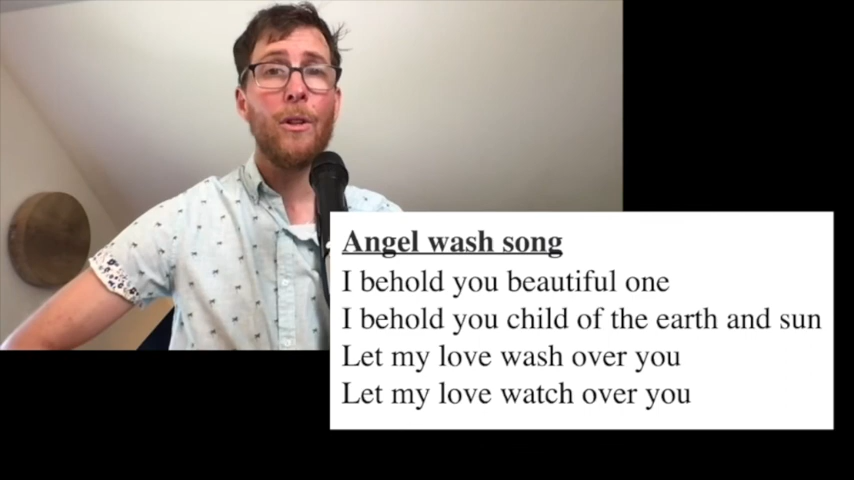 Angel wash song
I behold you beautiful one
I behold you child of the earth and sun
Let my love wash over you
Let my love watch over you